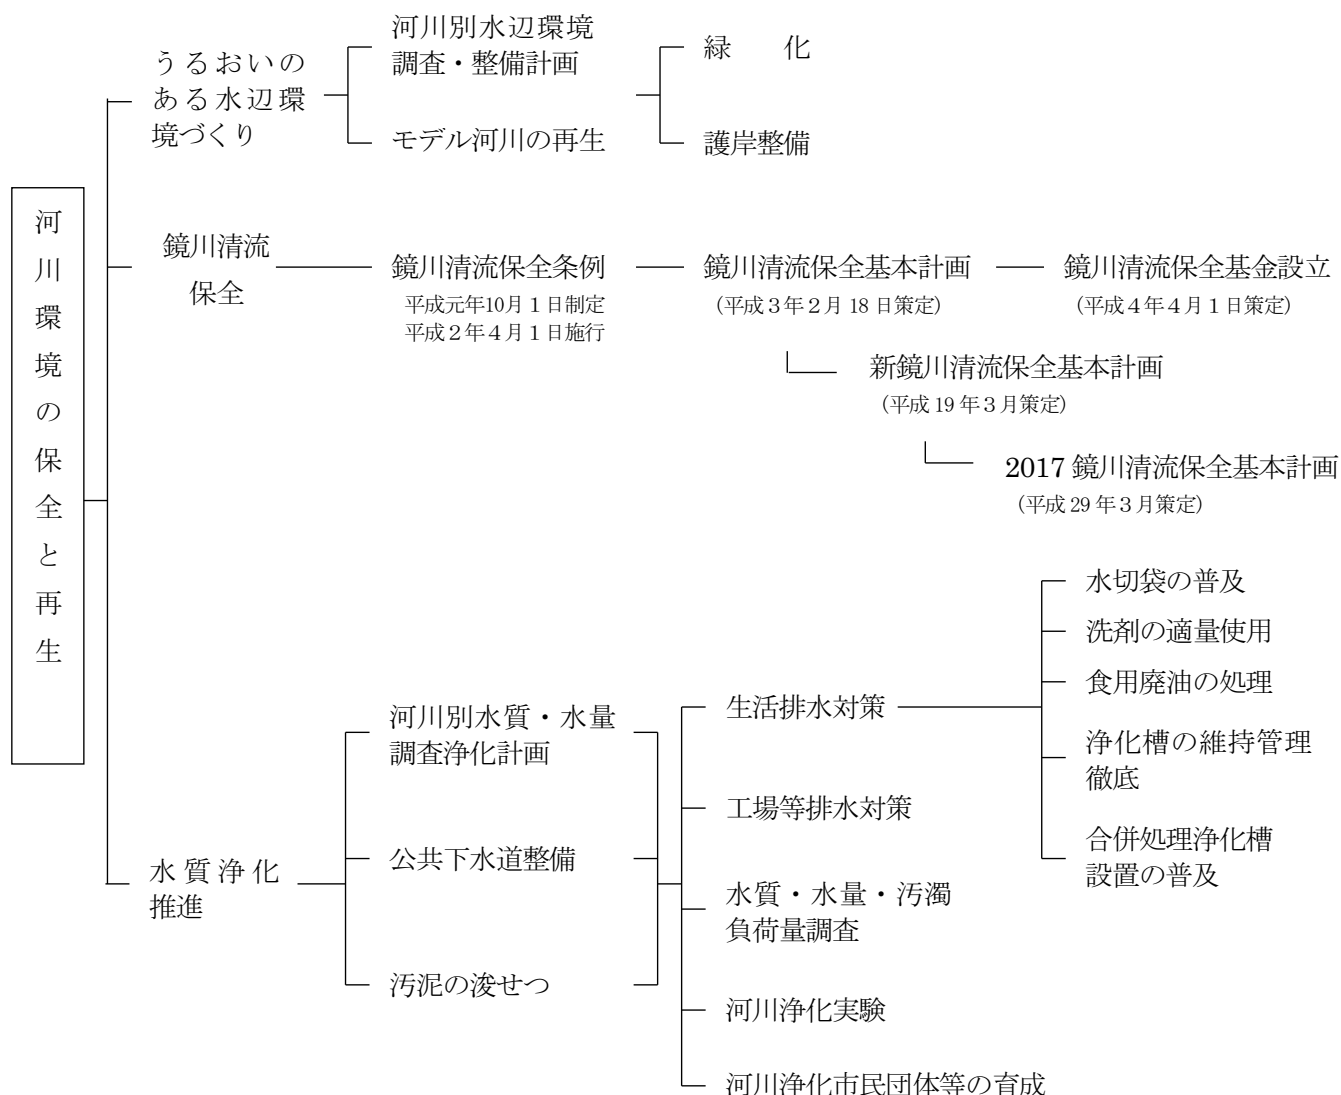 河川環境の保全と再生
うるおいの
ある水辺環
境づくり
河川別水辺環境
調査・整備計画
モデル河川の再生
緑　化
護岸整備
鏡川清流
保全
鏡川清流保全条例
平成元年10月1日制定
平成2年4月1日施行
鏡川清流保全基本計画
(平成3年2月18日策定)
鏡川清流保全基金設立
(平成4年4月1日策定)
新鏡川清流保全基本計画
(平成19年3月策定)
2017鏡川清流保全基本計画
(平成29年3月策定)
水質浄化
推進
河川別水質・水量
調査浄化計画
公共下水道整備
汚泥の浚せつ
生活排水対策
工場等排水対策
水質・水量・汚濁
負荷量調査
河川浄化実験
河川浄化市民団体等の育成
水切袋の普及
洗剤の適量使用
食用廃油の処理
浄化槽の維持管理
徹底
合併処理浄化槽
設置の普及